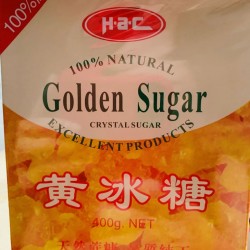 100%
H.a.C
100% NATURAL
Golden Sugar
CRYSTAL SUGAR
EXCELLENT PRODUCTS
黄冰糖
400g. NET